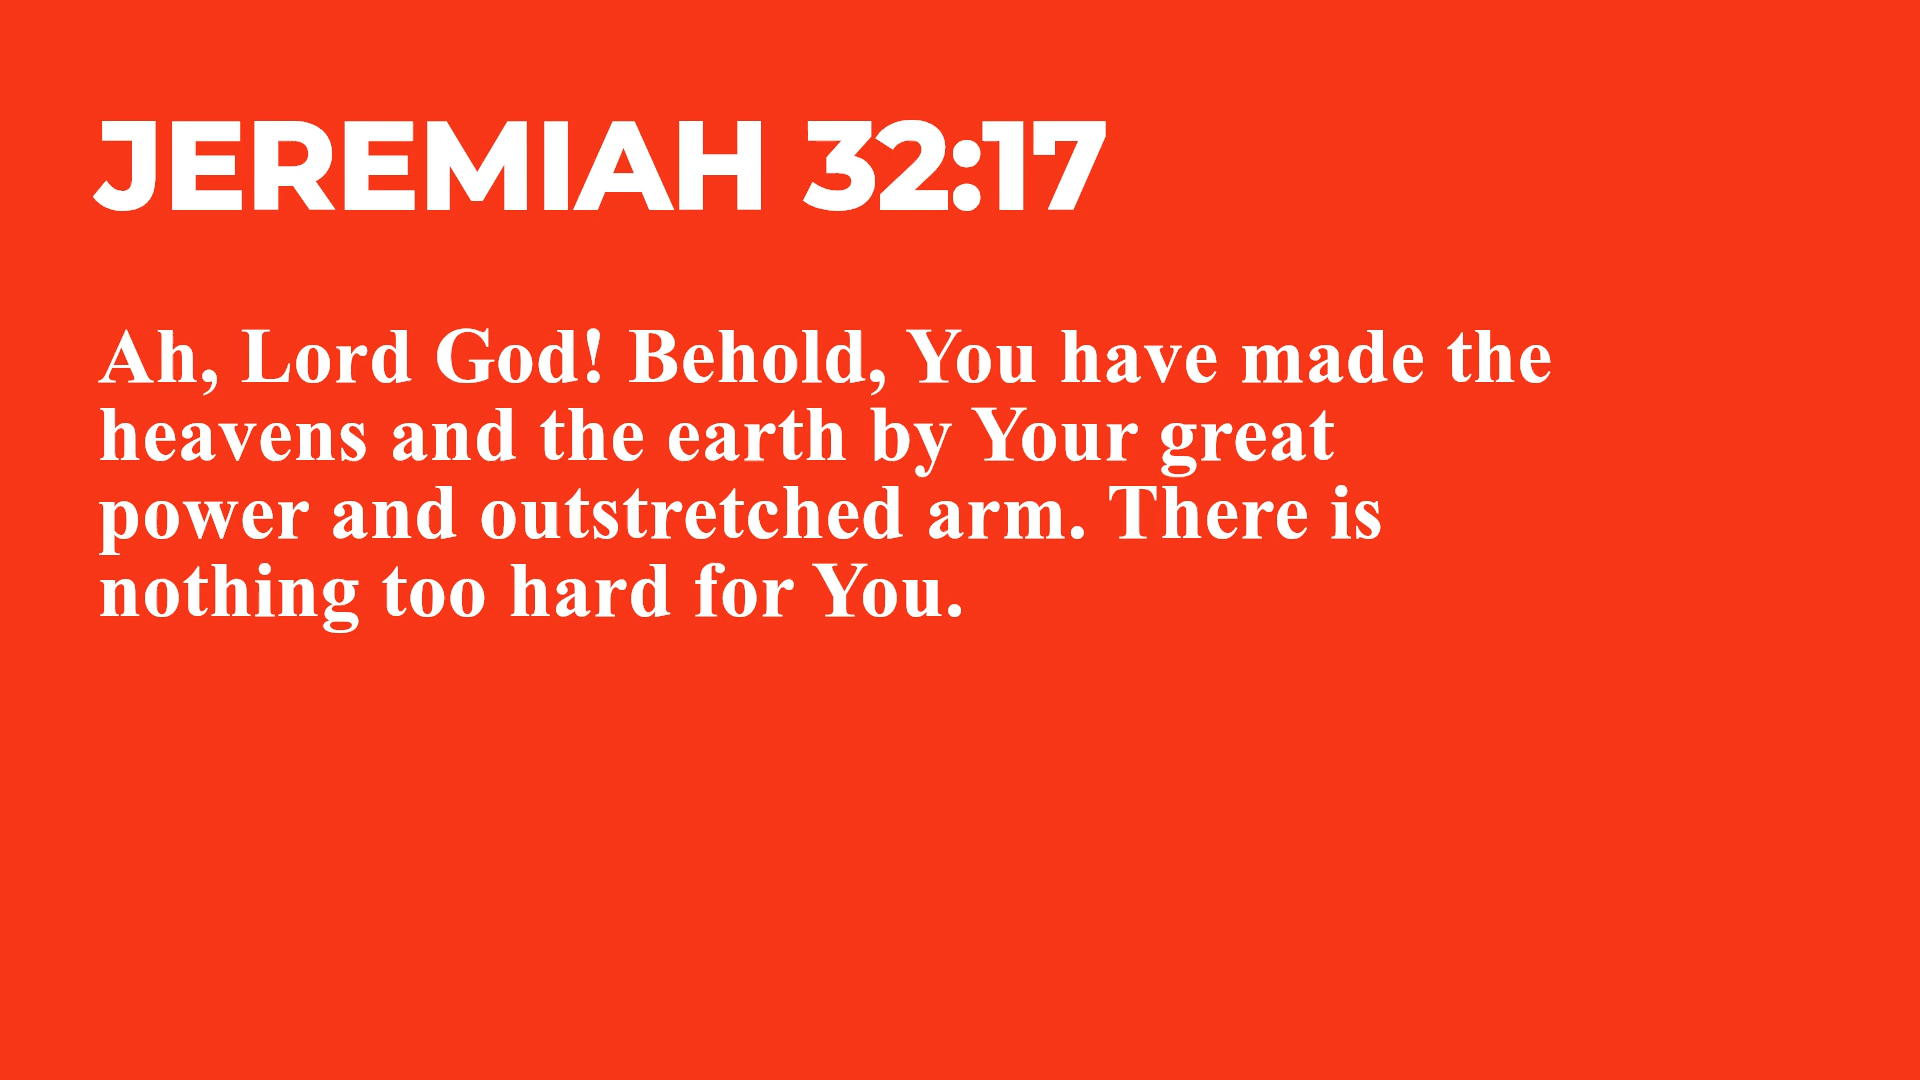 JEREMIAH 32:17
Ah, Lord God! Behold, You have made the
heavens and the earth by Your great
power and outstretched arm. There is
nothing too hard for You.